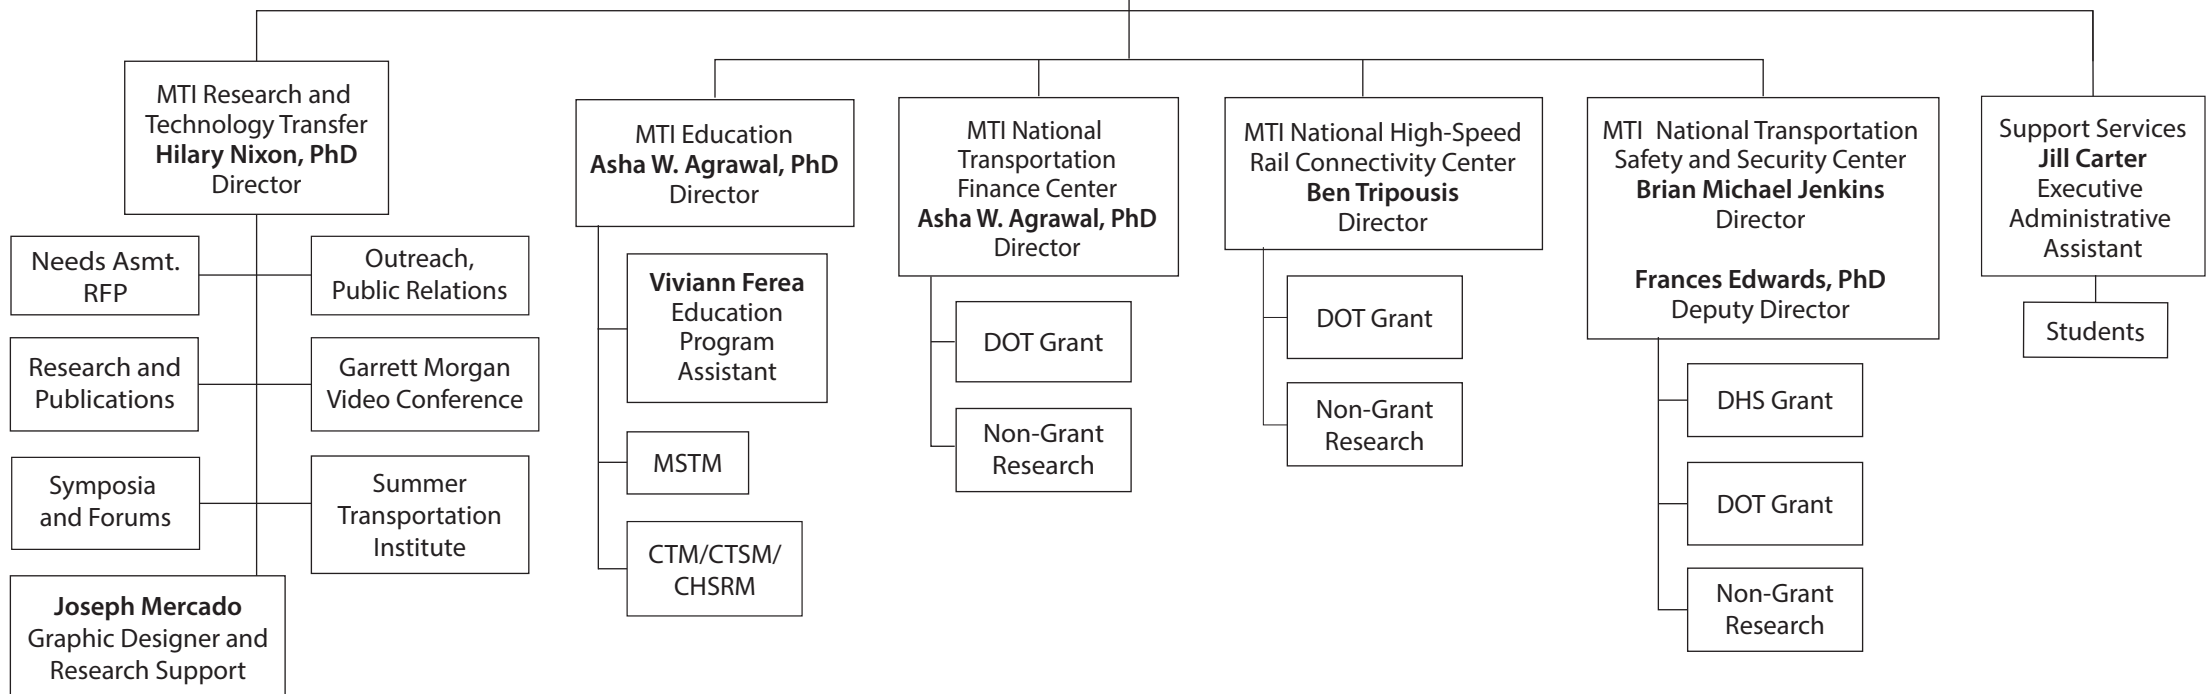 MTI Research and
Technology Transfer
Hilary Nixon, PhD
Director
Needs Asmt.
RFP
Outreach,
Public Relations
Research and
Publications
Garrett Morgan
Video Conference
Symposia
and Forums
Summer
Transportation
Institute
Joseph Mercado
Graphic Designer and
Research Support
MTI Education
Asha W. Agrawal, PhD
Director
Viviann Ferea
Education
Program
Assistant
MSTM
CTM/CTSM/
CHSRM
MTI National
Transportation
Finance Center
Asha W. Agrawal, PhD
Director
DOT Grant
Non-Grant
Research
MTI National High-Speed
Rail Connectivity Center
Ben Tripousis
Director
DOT Grant
Non-Grant
Research
MTI National Transportation
Safety and Security Center
Brian Michael Jenkins
Director
Frances Edwards, PhD
Deputy Director
DHS Grant
DOT Grant
Non-Grant
Research
Support Services
Jill Carter
Executive
Administrative
Assistant
Students